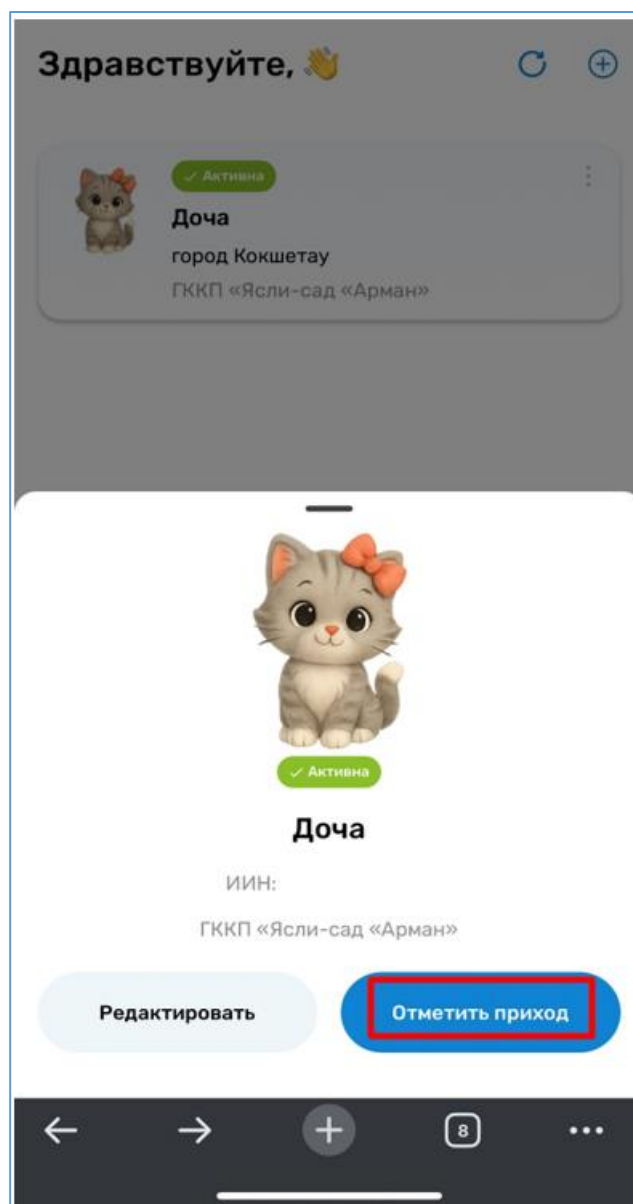 Здравствуйте, 👋
✓ Активна
Доча
город Кокшетау
ГККП «Ясли-сад «Арман»
✓ Активна
Доча
ИИН:
ГККП «Ясли-сад «Арман»
Редактировать
Отметить приход
8